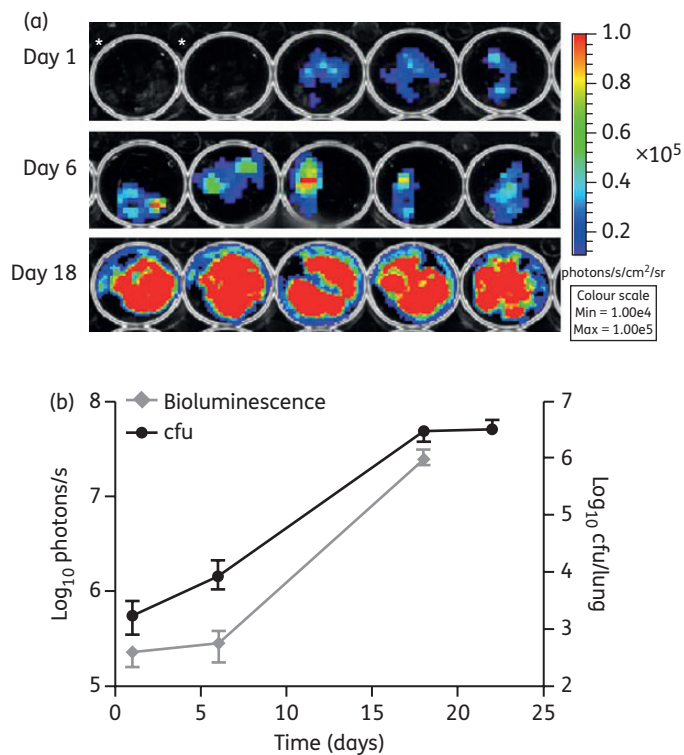 (a)
* *
Day 1
Day 6
Day 18
1.0
0.8
0.6
0.4
0.2
×10⁵
photons/s/cm²/sr
Colour scale
Min = 1.00e4
Max = 1.00e5
(b)
Bioluminescence
cfu
8
7
6
5
Log₁₀ photons/s
7
6
5
4
3
2
Log₁₀ cfu/lung
0 5 10 15 20 25
Time (days)